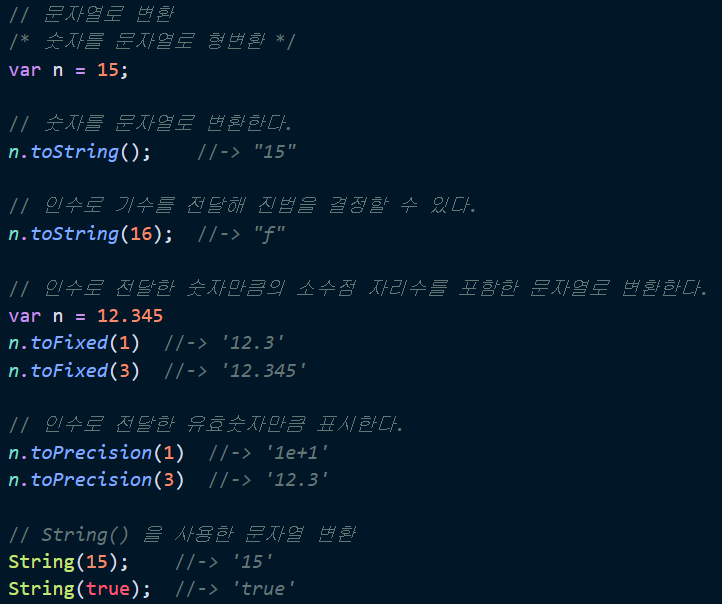 // 문자열로 변환
/* 숫자를 문자열로 형변환 */
var n = 15;
// 숫자를 문자열로 변환한다.
n.toString();    //-> "15"
// 인수로 기수를 전달해 진법을 결정할 수 있다.
n.toString(16);  //-> "f"
// 인수로 전달한 숫자만큼의 소수점 자리수를 포함한 문자열로 변환한다.
var n = 12.345
n.toFixed(1)  //-> '12.3'
n.toFixed(3)  //-> '12.345'
// 인수로 전달한 유효숫자만큼 표시한다.
n.toPrecision(1)  //-> '1e+1'
n.toPrecision(3)  //-> '12.3'
// String() 을 사용한 문자열 변환
String(15);    //-> '15'
String(true);  //-> 'true'